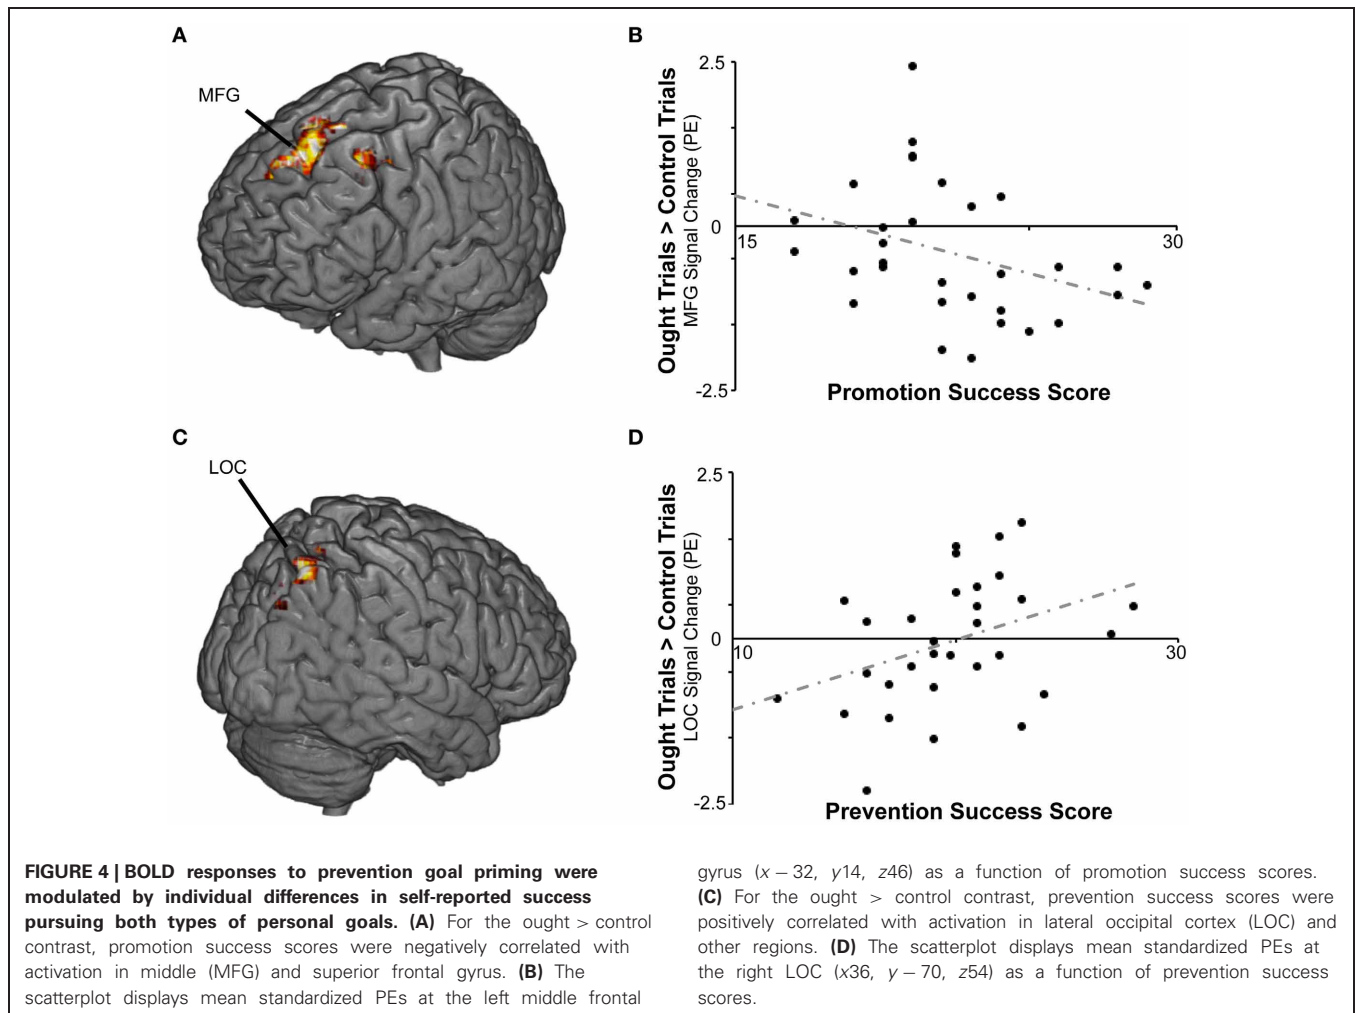 A
MFG
B
2.5
0
-2.5
15
30
Ought Trials > Control Trials
MFG Signal Change (PE)
Promotion Success Score
C
LOC
D
2.5
0
-2.5
10
30
Ought Trials > Control Trials
LOC Signal Change (PE)
Prevention Success Score
FIGURE 4 | BOLD responses to prevention goal priming were
modulated by individual differences in self-reported success
pursuing both types of personal goals. (A) For the ought > control
contrast, promotion success scores were negatively correlated with
activation in middle (MFG) and superior frontal gyrus. (B) The
scatterplot displays mean standardized PEs at the left middle frontal
gyrus (x − 32, y14, z46) as a function of promotion success scores.
(C) For the ought > control contrast, prevention success scores were
positively correlated with activation in lateral occipital cortex (LOC) and
other regions. (D) The scatterplot displays mean standardized PEs at
the right LOC (x36, y − 70, z54) as a function of prevention success
scores.